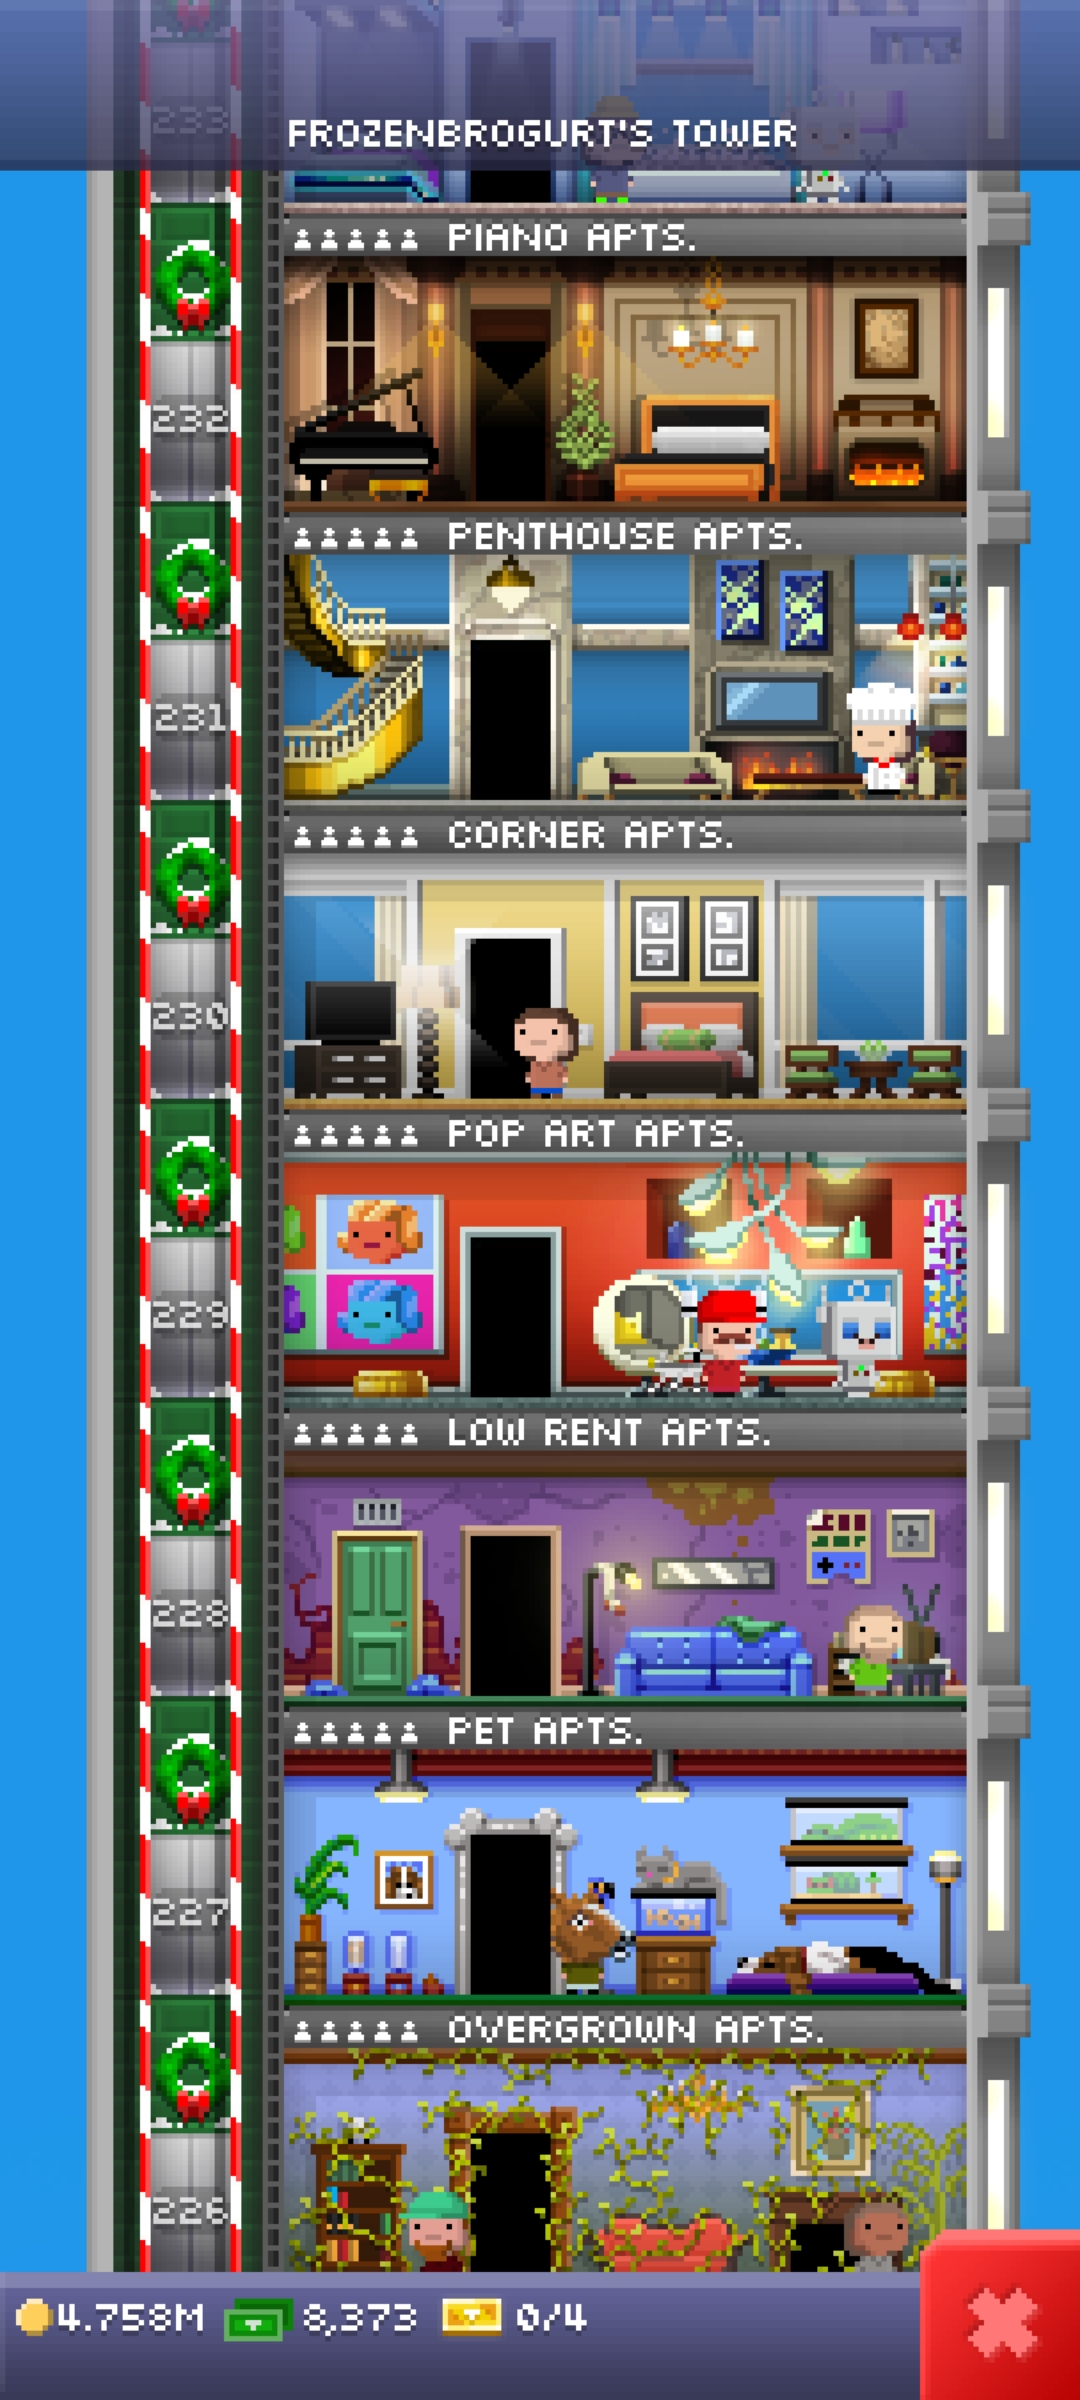 233
FROZENBROGURT'S TOWER
PIANO APTS.
232
PENTHOUSE APTS.
231
CORNER APTS.
230
POP ART APTS.
229
LOW RENT APTS.
228
PET APTS.
227
OVERGROWN APTS.
226
4.758M 8,373 0/4